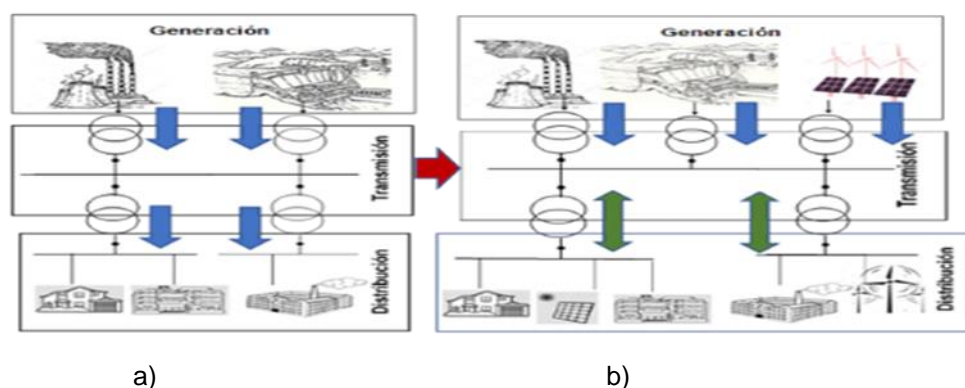 Generación
Transmisión
Distribución
Generación
Transmisión
Distribución
a)
b)